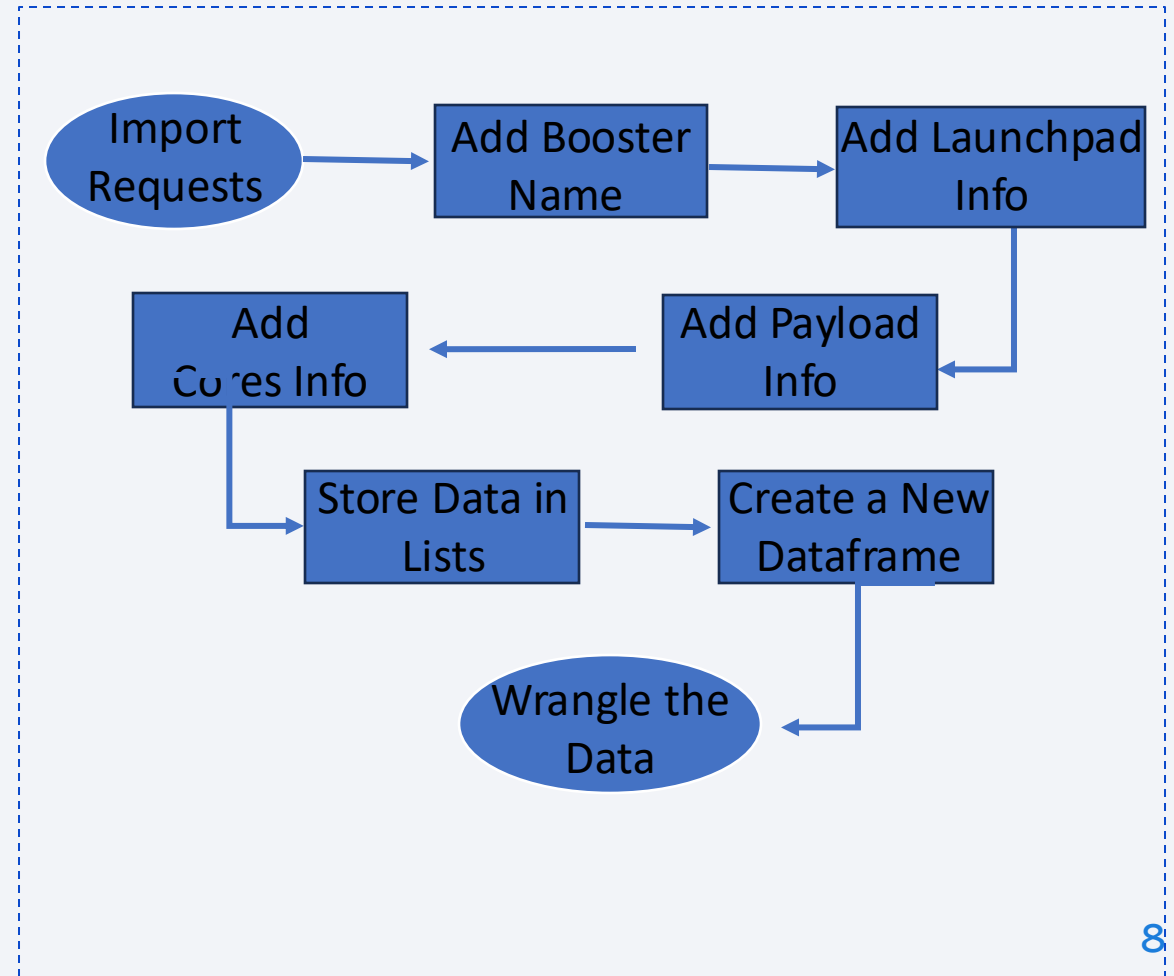 Import
Requests
Add Booster
Name
Add Launchpad
Info
Add
Cores Info
Add Payload
Info
Store Data in
Lists
Create a New
Dataframe
Wrangle the
Data
8